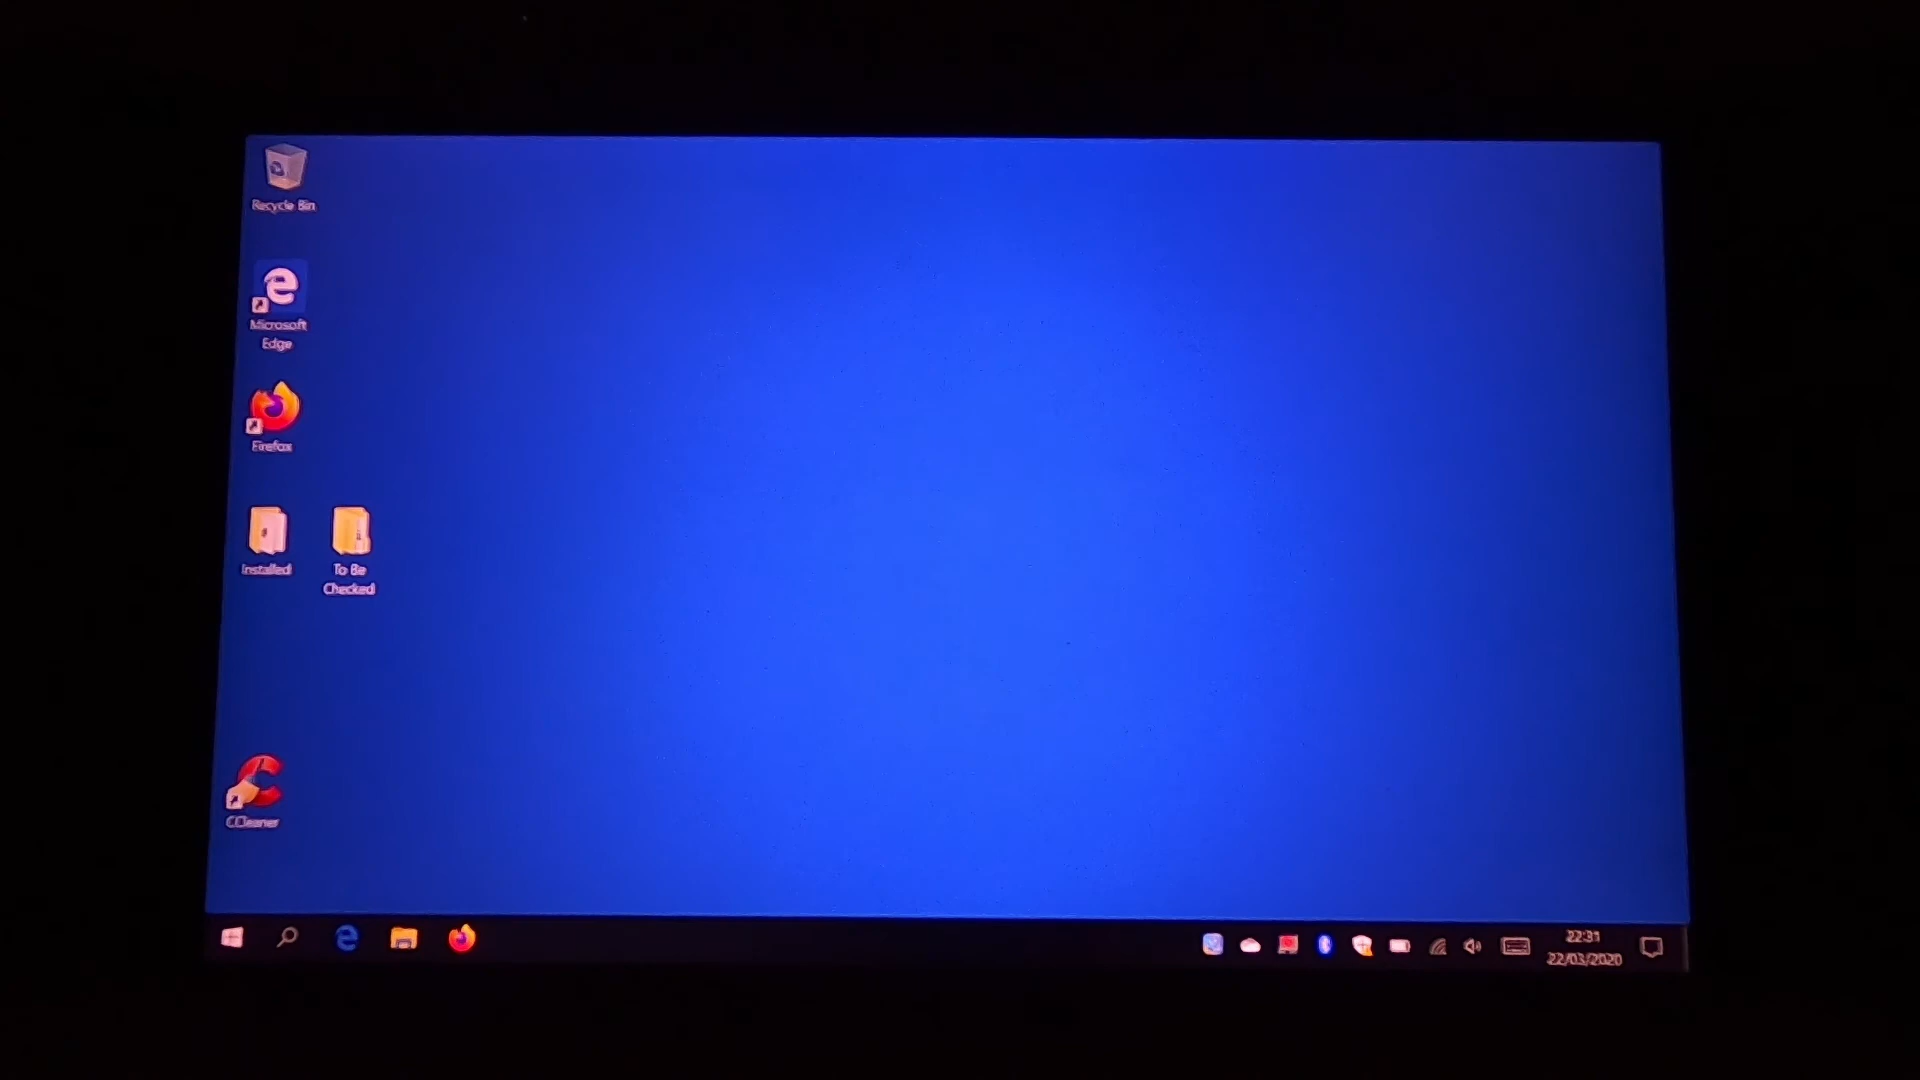 Recycle Bin
Microsoft
Edge
Firefox
Installed
To Be
Checked
CCleaner
22:31
22/03/2020